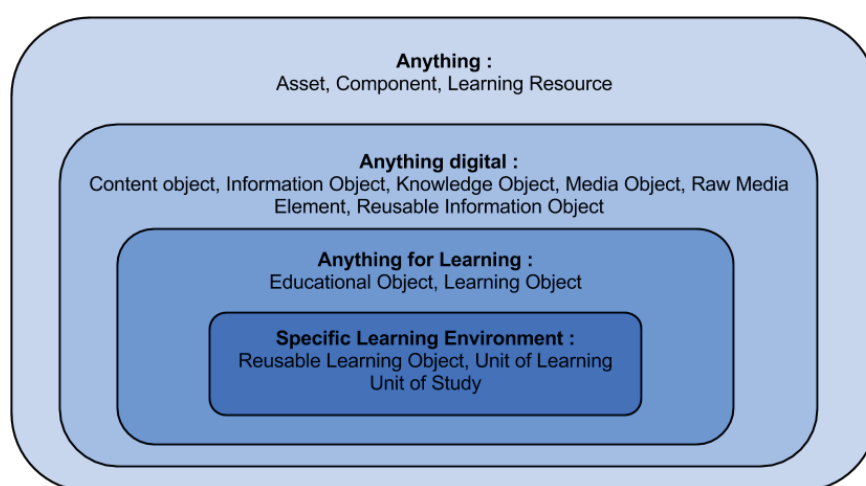 Anything :
Asset, Component, Learning Resource
Anything digital :
Content object, Information Object, Knowledge Object, Media Object, Raw Media
Element, Reusable Information Object
Anything for Learning :
Educational Object, Learning Object
Specific Learning Environment :
Reusable Learning Object, Unit of Learning
Unit of Study